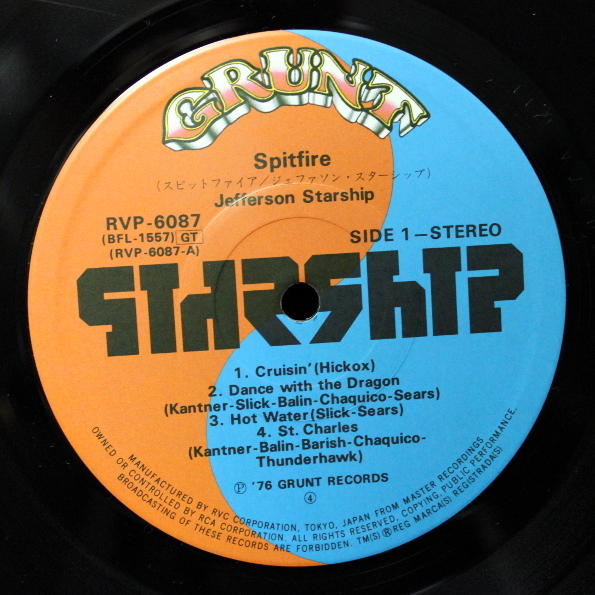 GRUNT
Spitfire
(スピットファイア/ジェファソン・スターシップ)
Jefferson Starship
RVP-6087
(BFL-1557) GT
(RVP-6087-A)
SIDE 1—STEREO
STARSHIP
1. Cruisin' (Hickox)
2. Dance with the Dragon
(Kantner-Slick-Balin-Chaquico-Sears)
3. Hot Water (Slick-Sears)
4. St. Charles
(Kantner-Balin-Barish-Chaquico-
Thunderhawk)
Ⓟ '76 GRUNT RECORDS
④
MANUFACTURED BY RVC CORPORATION, TOKYO, JAPAN FROM MASTER RECORDINGS
OWNED OR CONTROLLED BY RCA CORPORATION. ALL RIGHTS RESERVED, COPYING, PUBLIC PERFORMANCE,
BROADCASTING OF THESE RECORDS ARE FORBIDDEN. TM(S)® REG MARCA(S) REGISTRADA(S)